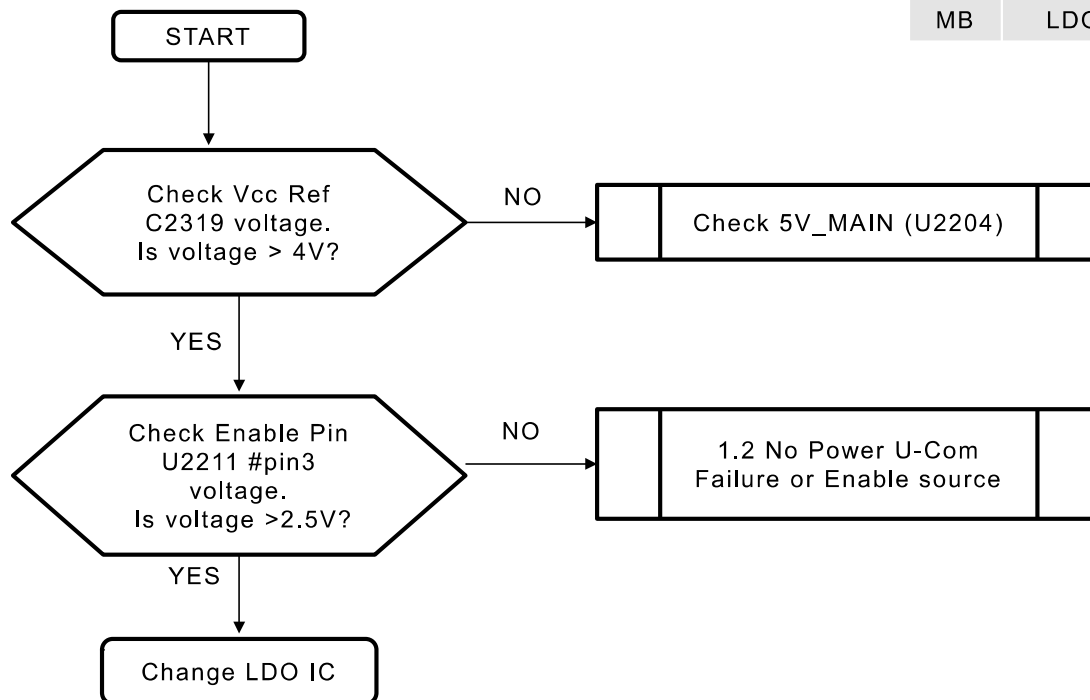 MB
START
Check Vcc Ref
C2319 voltage.
Is voltage > 4V?
NO
Check 5V_MAIN (U2204)
YES
Check Enable Pin
U2211 #pin3
voltage.
Is voltage >2.5V?
NO
1.2 No Power U-Com
Failure or Enable source
YES
Change LDO IC